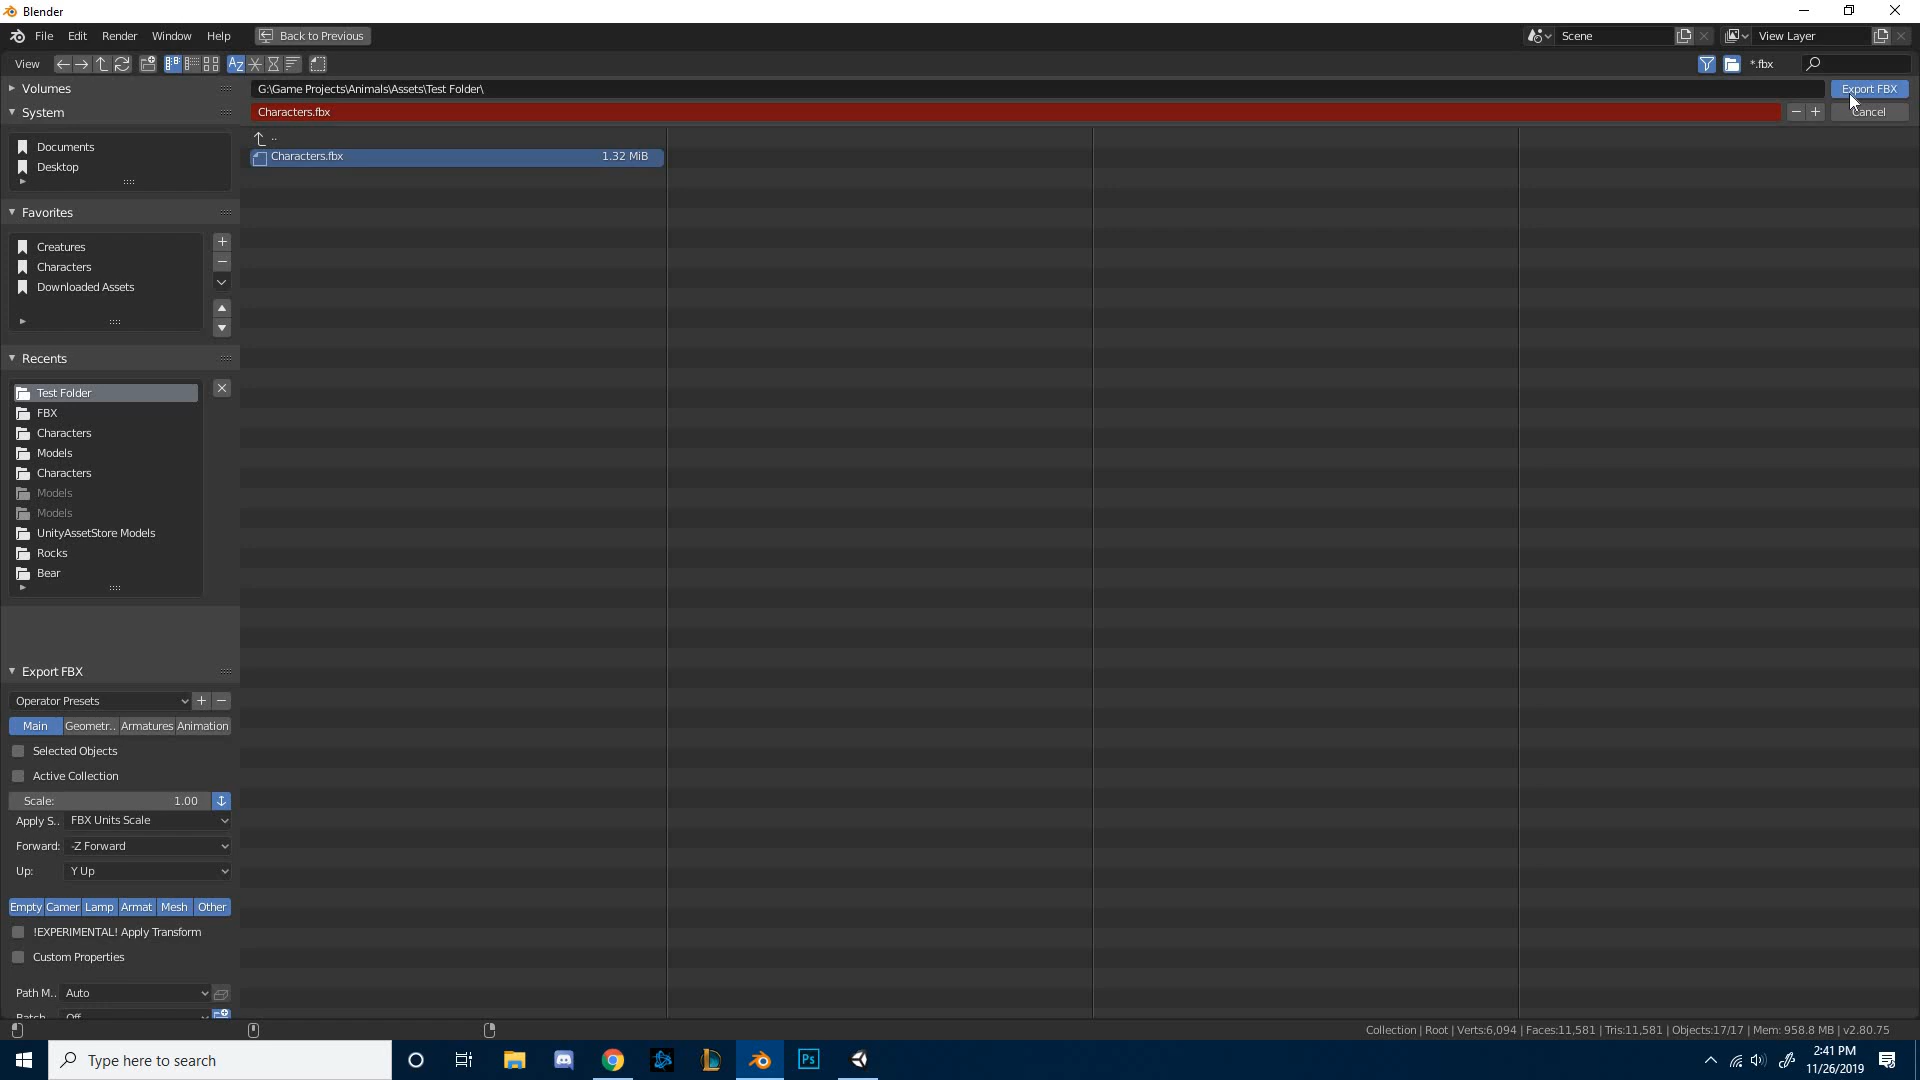 Blender
File Edit Render Window Help Back to Previous Scene View Layer
View *.fbx
Volumes
G:\Game Projects\Animals\Assets\Test Folder\ Export FBX
System
Characters.fbx Cancel
..
Documents
Characters.fbx 1.32 MiB
Desktop
Favorites
Creatures
Characters
Downloaded Assets
Recents
Test Folder
FBX
Characters
Models
Characters
Models
Models
UnityAssetStore Models
Rocks
Bear
Export FBX
Operator Presets
Main Geometr.. Armatures Animation
Selected Objects
Active Collection
Scale: 1.00
Apply S.. FBX Units Scale
Forward: -Z Forward
Up: Y Up
Empty Camer Lamp Armat Mesh Other
!EXPERIMENTAL! Apply Transform
Custom Properties
Path M.. Auto
Batch Off
Collection | Root | Verts:6,094 | Faces:11,581 | Tris:11,581 | Objects:17/17 | Mem: 958.8 MB | v2.80.75
Type here to search
Ps
2:41 PM
11/26/2019